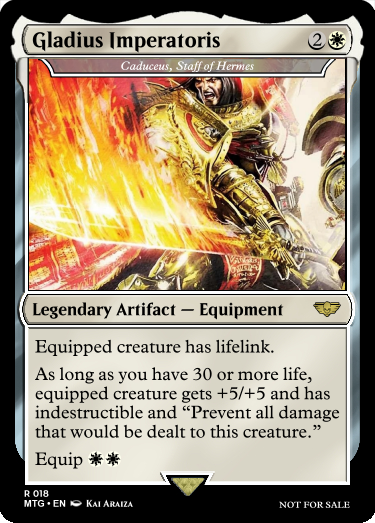 Gladius Imperatoris 2
Caduceus, Staff of Hermes
Legendary Artifact — Equipment
Equipped creature has lifelink.
As long as you have 30 or more life,
equipped creature gets +5/+5 and has
indestructible and “Prevent all damage
that would be dealt to this creature.”
Equip
R 018
MTG • EN Kai Araiza
NOT FOR SALE